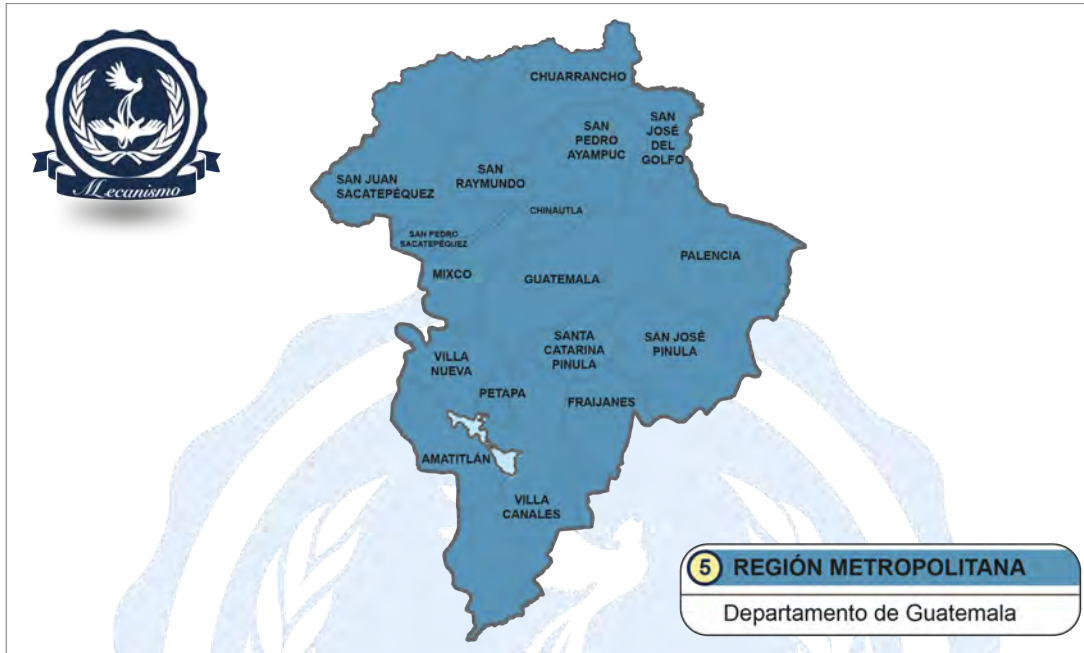 Mecanismo
CHUARRANCHO
SAN
PEDRO
AYAMPUC
SAN
JOSÉ
DEL
GOLFO
SAN JUAN
SACATEPÉQUEZ
SAN
RAYMUNDO
CHINAUTLA
SAN PEDRO
SACATEPÉQUEZ
PALENCIA
MIXCO
GUATEMALA
SANTA
CATARINA
PINULA
SAN JOSÉ
PINULA
VILLA
NUEVA
PETAPA
FRAIJANES
AMATITLÁN
VILLA
CANALES
5 REGIÓN METROPOLITANA
Departamento de Guatemala